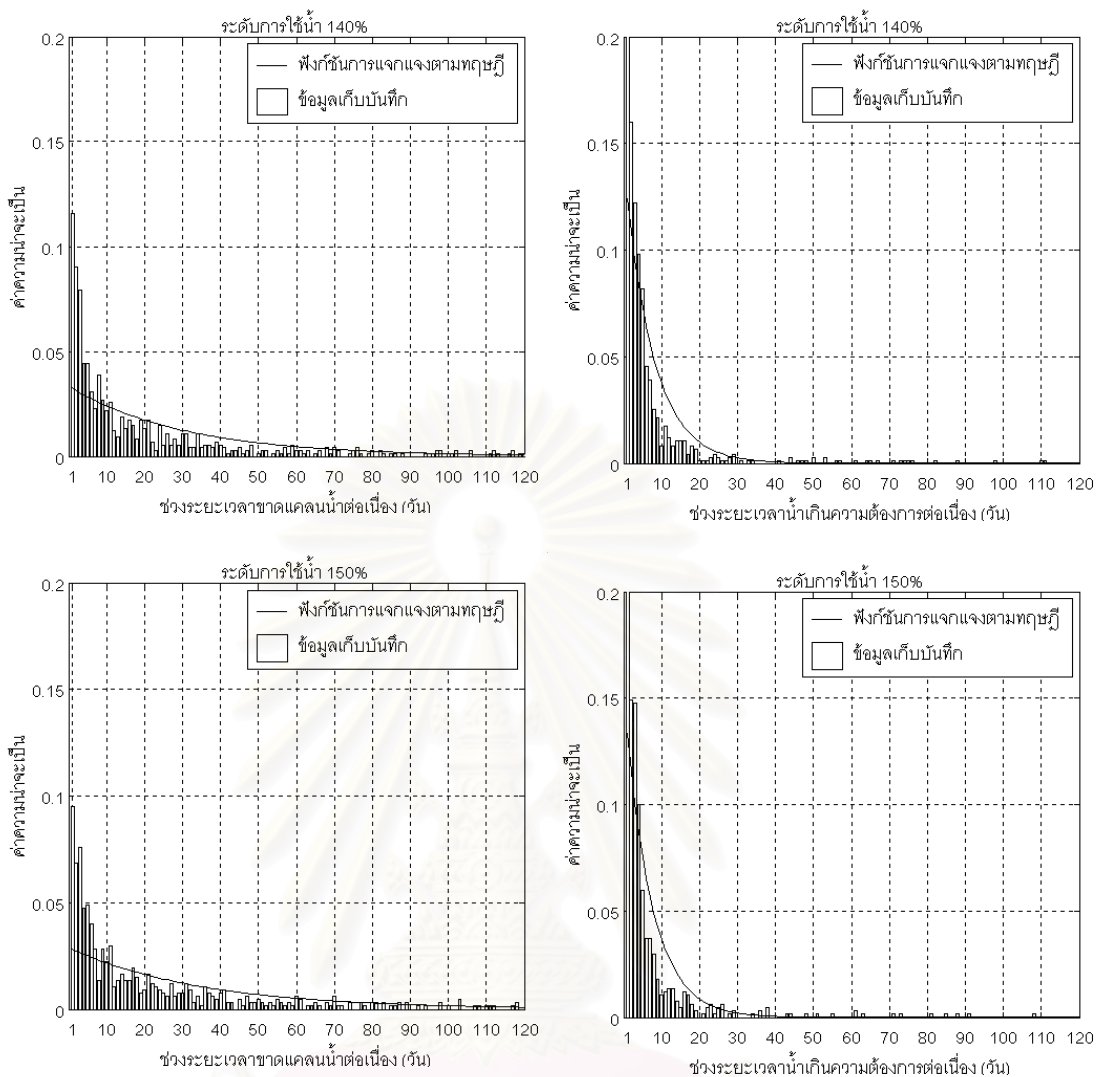 ระดับการใช้น้ำ 140%
0.2
0.15
0.1
0.05
0
ค่าความน่าจะเป็น
ฟังก์ชันการแจกแจงตามทฤษฎี
ข้อมูลเก็บบันทึก
1 10 20 30 40 50 60 70 80 90 100 110 120
ช่วงระยะเวลาขาดแคลนน้ำต่อเนื่อง (วัน)
ระดับการใช้น้ำ 140%
0.2
0.15
0.1
0.05
0
ค่าความน่าจะเป็น
ฟังก์ชันการแจกแจงตามทฤษฎี
ข้อมูลเก็บบันทึก
1 10 20 30 40 50 60 70 80 90 100 110 120
ช่วงระยะเวลาน้ำเกินความต้องการต่อเนื่อง (วัน)
ระดับการใช้น้ำ 150%
0.2
0.15
0.1
0.05
0
ค่าความน่าจะเป็น
ฟังก์ชันการแจกแจงตามทฤษฎี
ข้อมูลเก็บบันทึก
1 10 20 30 40 50 60 70 80 90 100 110 120
ช่วงระยะเวลาขาดแคลนน้ำต่อเนื่อง (วัน)
ระดับการใช้น้ำ 150%
0.2
0.15
0.1
0.05
0
ค่าความน่าจะเป็น
ฟังก์ชันการแจกแจงตามทฤษฎี
ข้อมูลเก็บบันทึก
1 10 20 30 40 50 60 70 80 90 100 110 120
ช่วงระยะเวลาน้ำเกินความต้องการต่อเนื่อง (วัน)